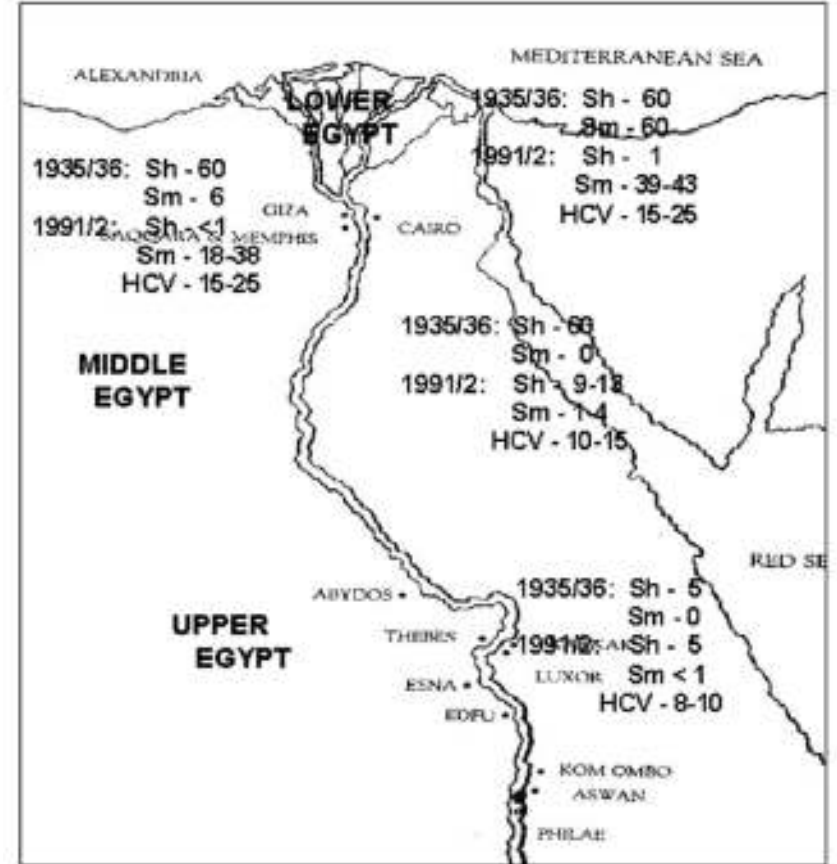 MEDITERRANEAN SEA
ALEXANDRIA
LOWER
EGYPT
1935/36: Sh - 60
Sm - 60
1991/2: Sh - 1
Sm - 39-43
HCV - 15-25
1935/36: Sh - 60
Sm - 6
1991/2: Sh - <1
Sm - 18-38
HCV - 15-25
GIZA
SAQQARA & MEMPHIS
CAIRO
1935/36: Sh - 60
Sm - 0
1991/2: Sh - 9-13
Sm - 1-4
HCV - 10-15
MIDDLE
EGYPT
RED SE
ABYDOS
1935/36: Sh - 5
Sm - 0
1991/2: Sh - 5
Sm < 1
HCV - 8-10
UPPER
EGYPT
THEBES
LUXOR
ESNA
EDFU
KOM OMBO
ASWAN
PHILAE